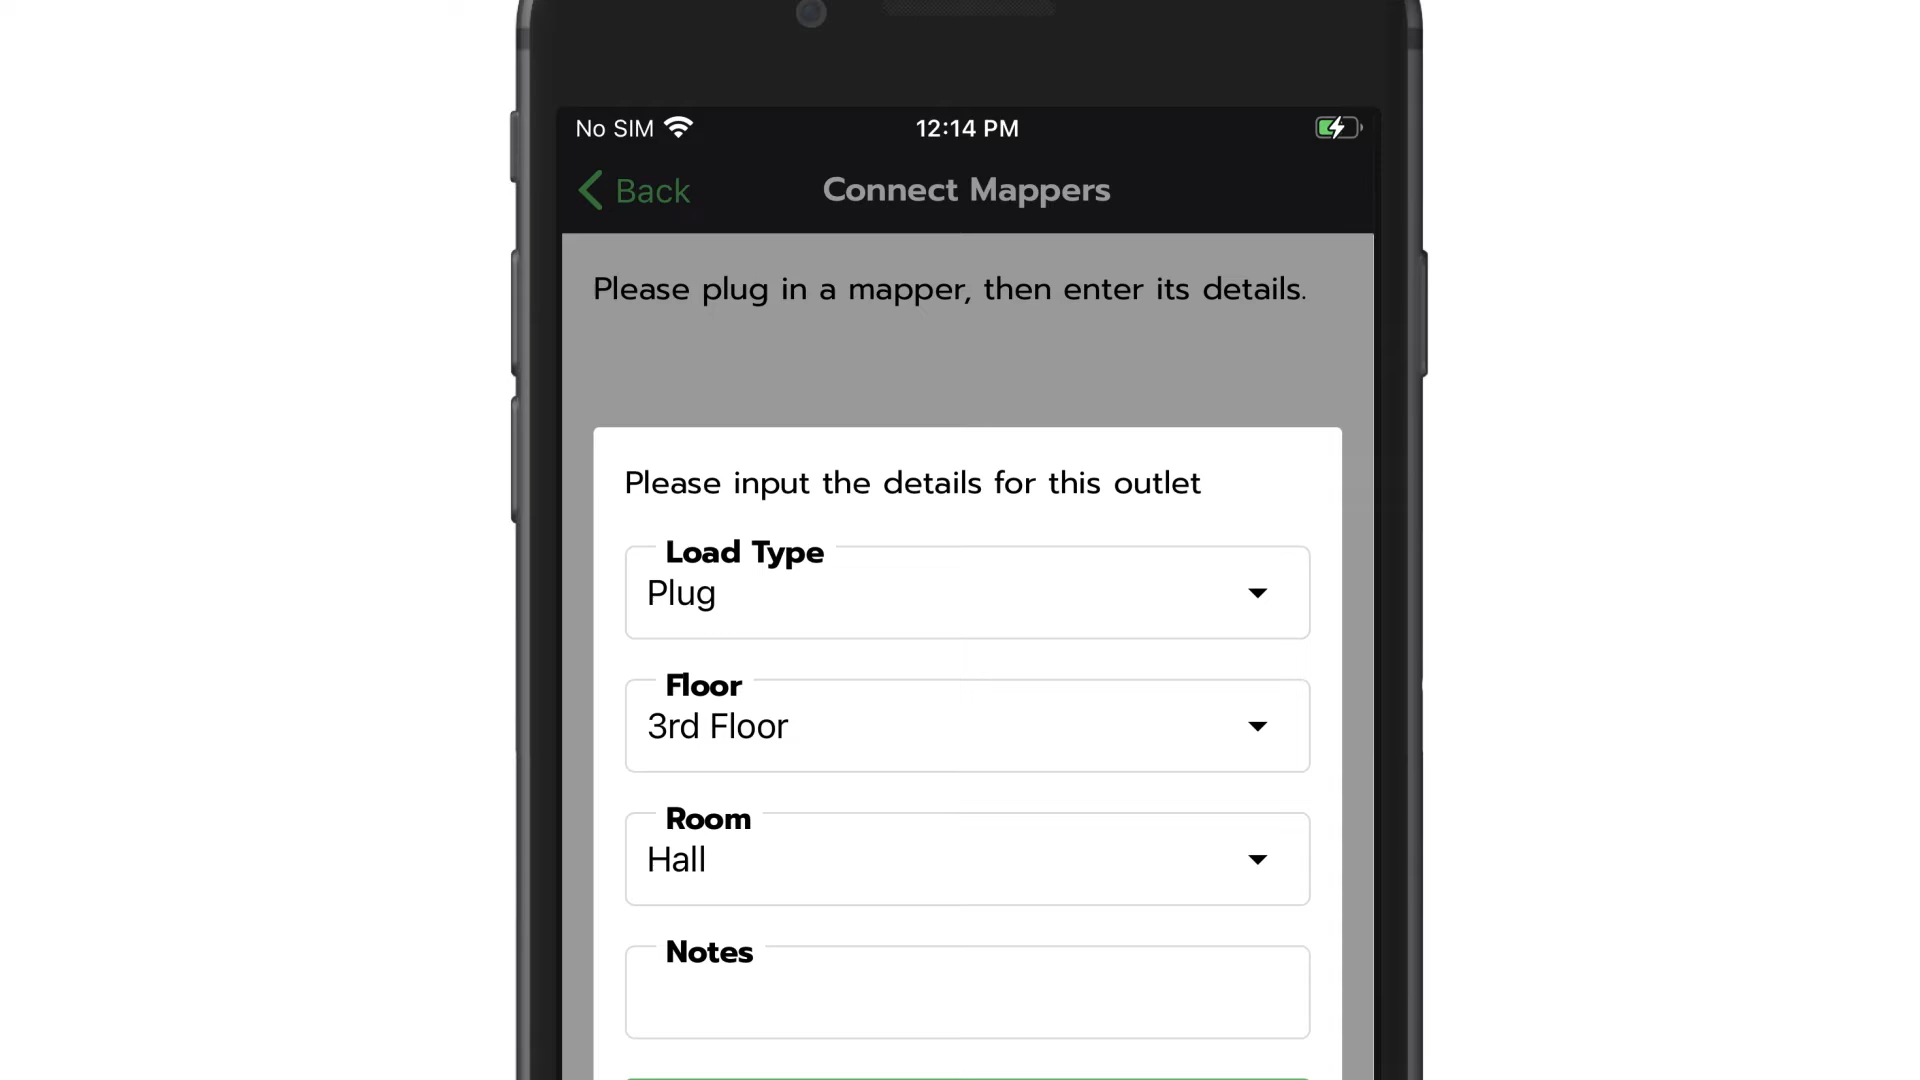 No SIM
12:14 PM
Back
Connect Mappers
Please plug in a mapper, then enter its details.
Please input the details for this outlet
Load Type
Plug
Floor
3rd Floor
Room
Hall
Notes